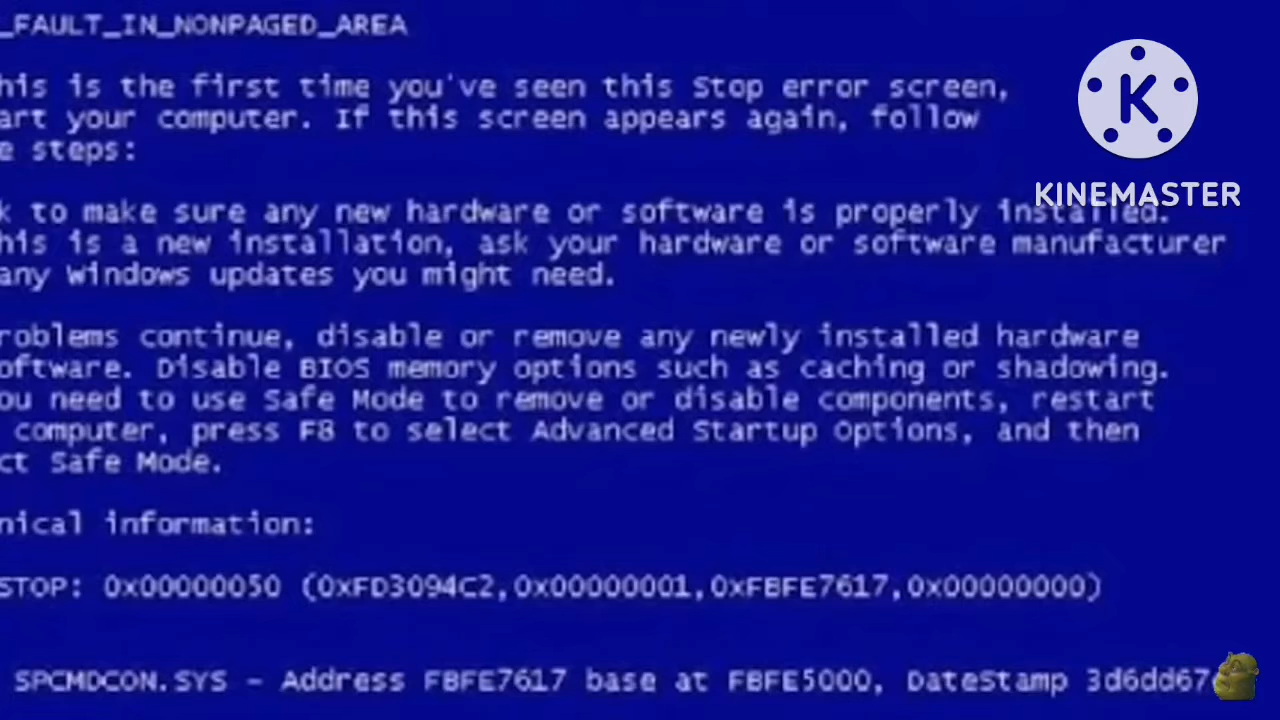 _FAULT_IN_NONPAGED_AREA
his is the first time you've seen this Stop error screen,
art your computer. If this screen appears again, follow
e steps:
k to make sure any new hardware or software is properly installed.
his is a new installation, ask your hardware or software manufacturer
any windows updates you might need.
roblems continue, disable or remove any newly installed hardware
oftware. Disable BIOS memory options such as caching or shadowing.
ou need to use Safe Mode to remove or disable components, restart
computer, press F8 to select Advanced Startup Options, and then
ct Safe Mode.
nical information:
STOP: 0x00000050 (0xFD3094C2,0x00000001,0xFBFE7617,0x00000000)
SPCMDCON.SYS - Address FBFE7617 base at FBFE5000, DateStamp 3d6dd67
K
KINEMASTER